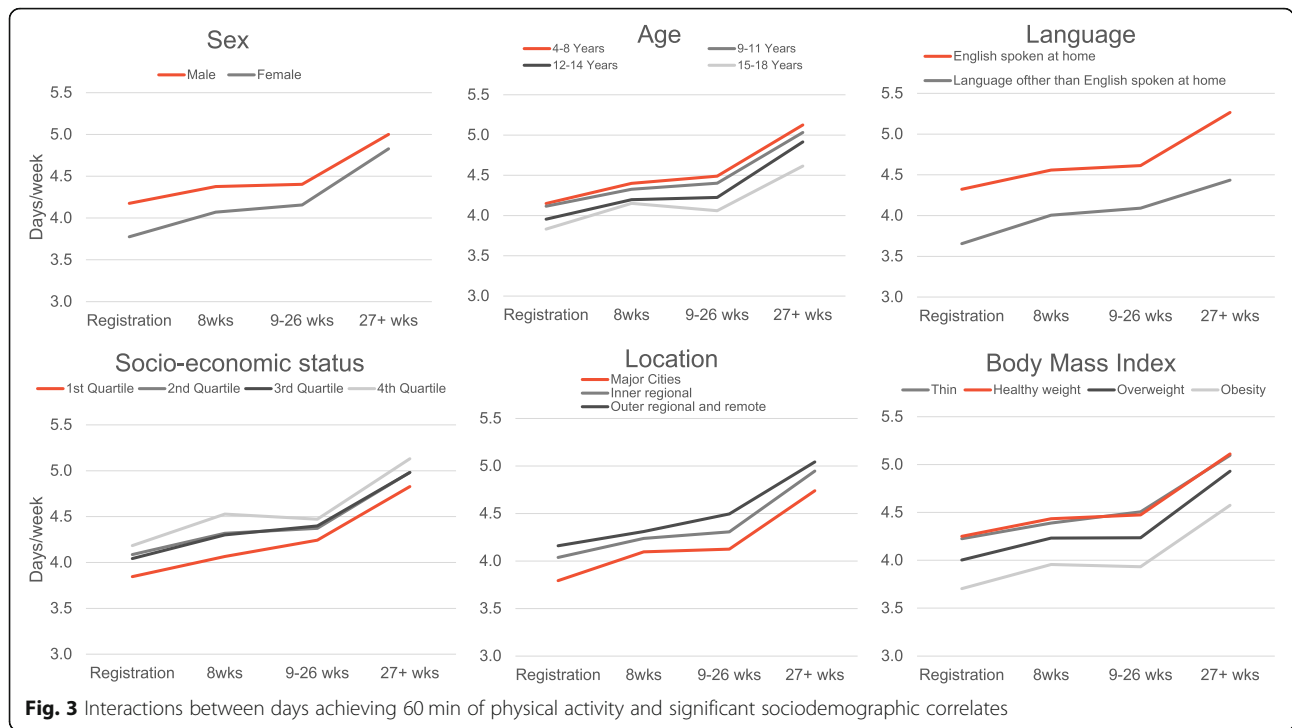 Sex
Male Female
5.5
5.0
4.5
4.0
3.5
3.0
Days/week
Registration 8wks 9-26 wks 27+ wks
Age
4-8 Years 9-11 Years
12-14 Years 15-18 Years
5.5
5.0
4.5
4.0
3.5
3.0
Registration 8wks 9-26 wks 27+ wks
Language
English spoken at home
Language ofther than English spoken at home
5.5
5.0
4.5
4.0
3.5
3.0
Registration 8wks 9-26 wks 27+ wks
Socio-economic status
1st Quartile 2nd Quartile 3rd Quartile 4th Quartile
5.5
5.0
4.5
4.0
3.5
3.0
Days/week
Registration 8wks 9-26 wks 27+ wks
Location
Major Cities
Inner regional
Outer regional and remote
5.5
5.0
4.5
4.0
3.5
3.0
Registration 8wks 9-26 wks 27+ wks
Body Mass Index
Thin Healthy weight Overweight Obesity
5.5
5.0
4.5
4.0
3.5
3.0
Registration 8wks 9-26 wks 27+ wks
Fig. 3 Interactions between days achieving 60 min of physical activity and significant sociodemographic correlates